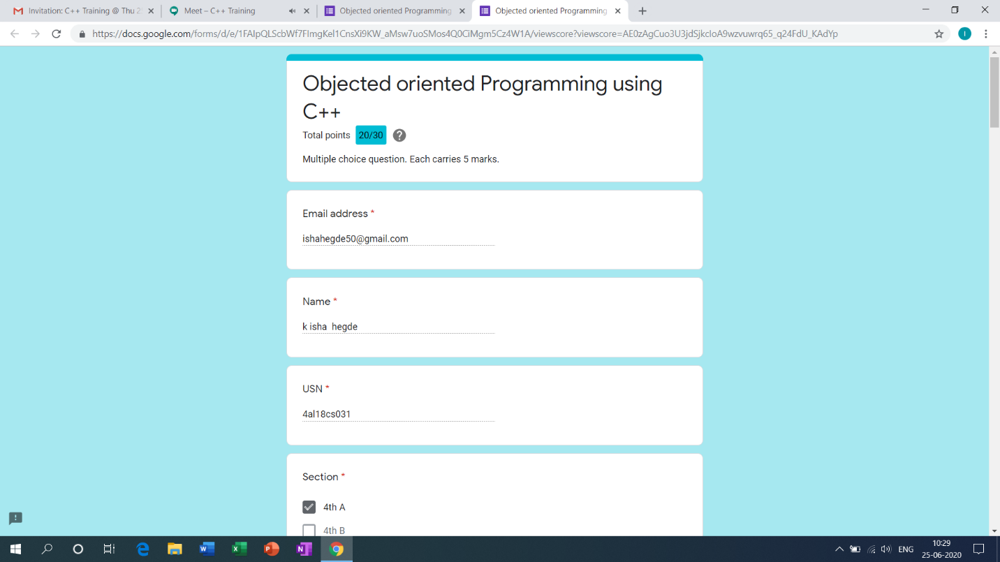 Invitation: C++ Training @ Thu 2
Meet – C++ Training
Objected oriented Programming
Objected oriented Programming
https://docs.google.com/forms/d/e/1FAIpQLScbWf7FImgKel1CnsXi9KW_aMsw7uoSMos4Q0CiMgm5Cz4W1A/viewscore?viewscore=AE0zAgCuo3U3jdSjkcloA9wzvuwrq65_q24FdU_KAdYp
I
Objected oriented Programming using
C++
Total points 20/30 ?
Multiple choice question. Each carries 5 marks.
Email address *
ishahegde50@gmail.com
Name *
k isha hegde
USN *
4al18cs031
Section *
4th A
4th B
ENG
10:29
25-06-2020